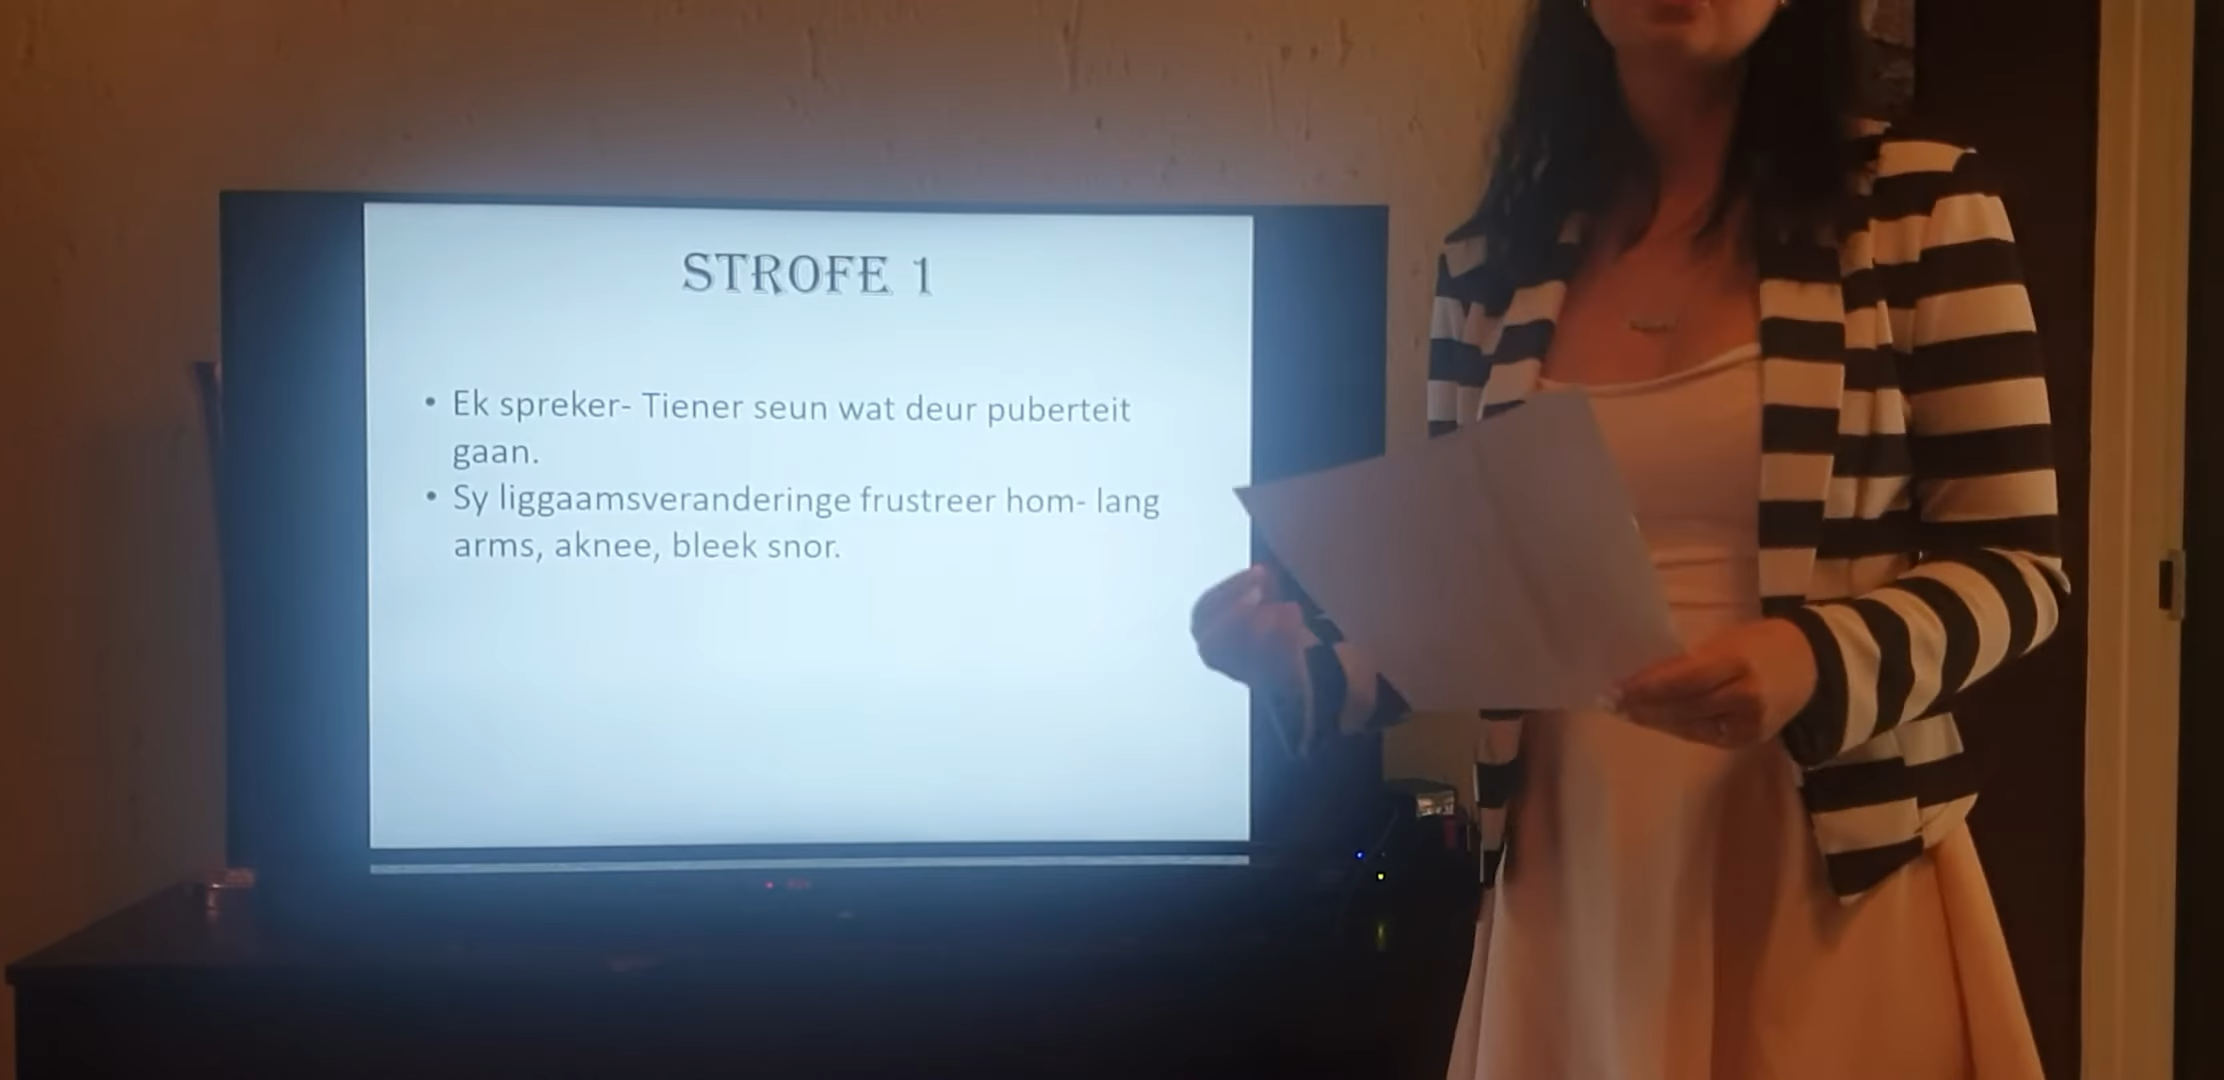 STROFE 1
• Ek spreker- Tiener seun wat deur puberteit
gaan.
• Sy liggaamsveranderinge frustreer hom- lang
arms, aknee, bleek snor.